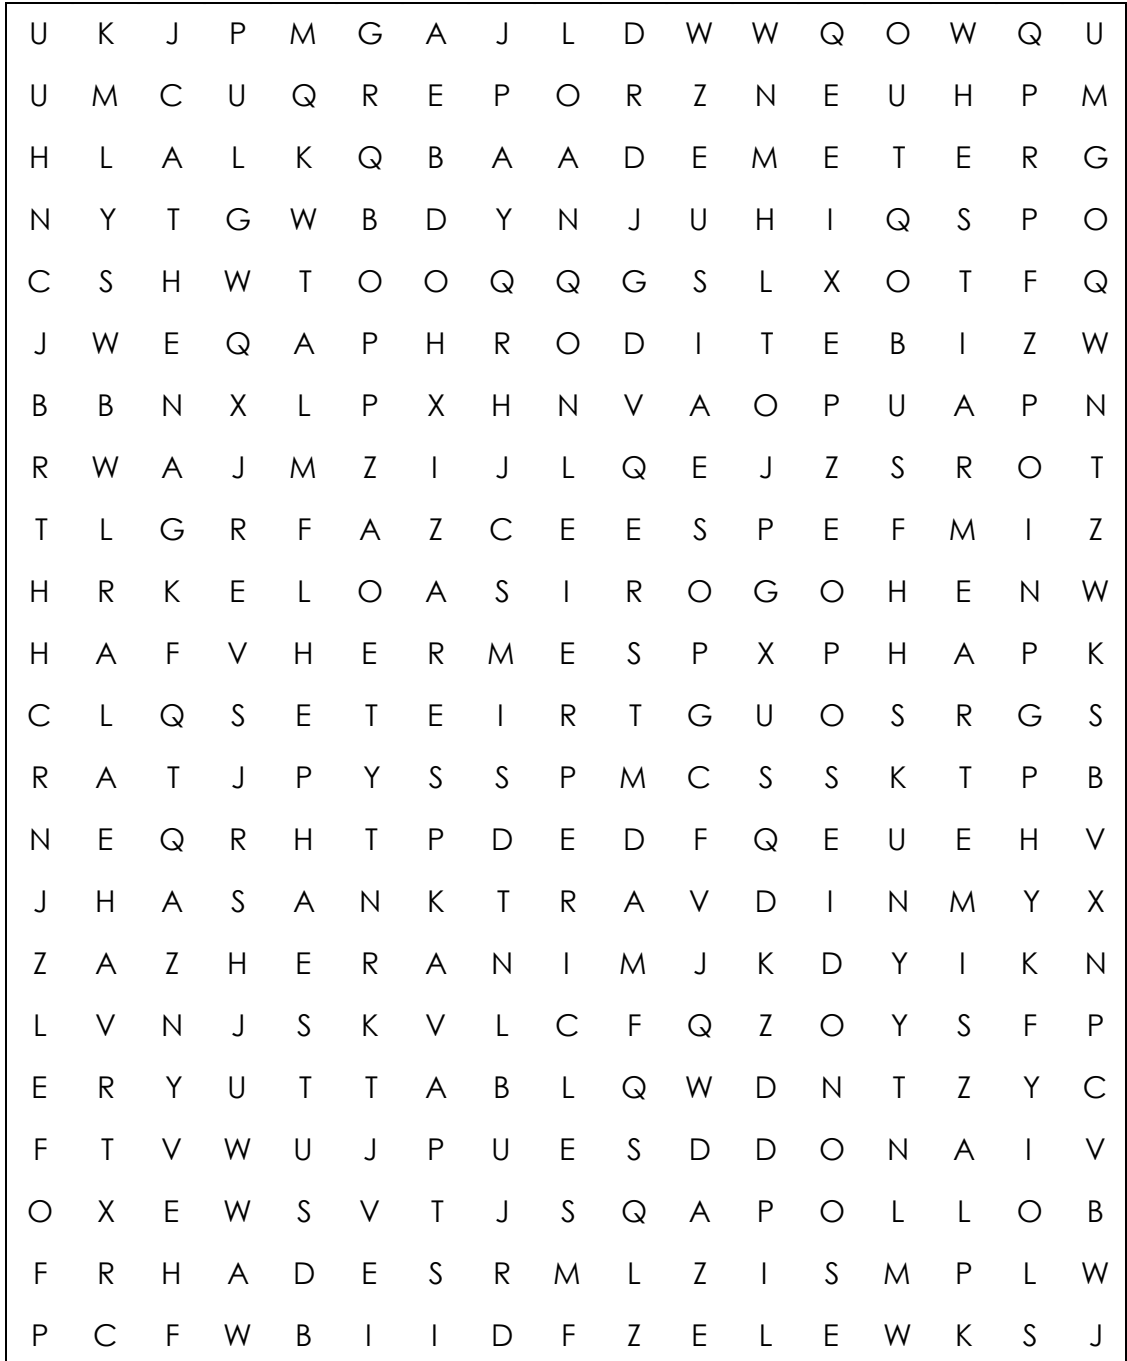 U K J P M G A J L D W W Q O W Q U
U M C U Q R E P O R Z N E U H P M
H L A L K Q B A A D E M E T E R G
N Y T G W B D Y N J U H I Q S P O
C S H W T O O Q Q G S L X O T F Q
J W E Q A P H R O D I T E B I Z W
B B N X L P X H N V A O P U A P N
R W A J M Z I J L Q E J Z S R O T
T L G R F A Z C E E S P E F M I Z
H R K E L O A S I R O G O H E N W
H A F V H E R M E S P X P H A P K
C L Q S E T E I R T G U O S R G S
R A T J P Y S S P M C S S K T P B
N E Q R H T P D E D F Q E U E H V
J H A S A N K T R A V D I N M Y X
Z A Z H E R A N I M J K D Y I K N
L V N J S K V L C F Q Z O Y S F P
E R Y U T T A B L Q W D N T Z Y C
F T V W U J P U E S D D O N A I V
O X E W S V T J S Q A P O L L O B
F R H A D E S R M L Z I S M P L W
P C F W B I I D F Z E L E W K S J